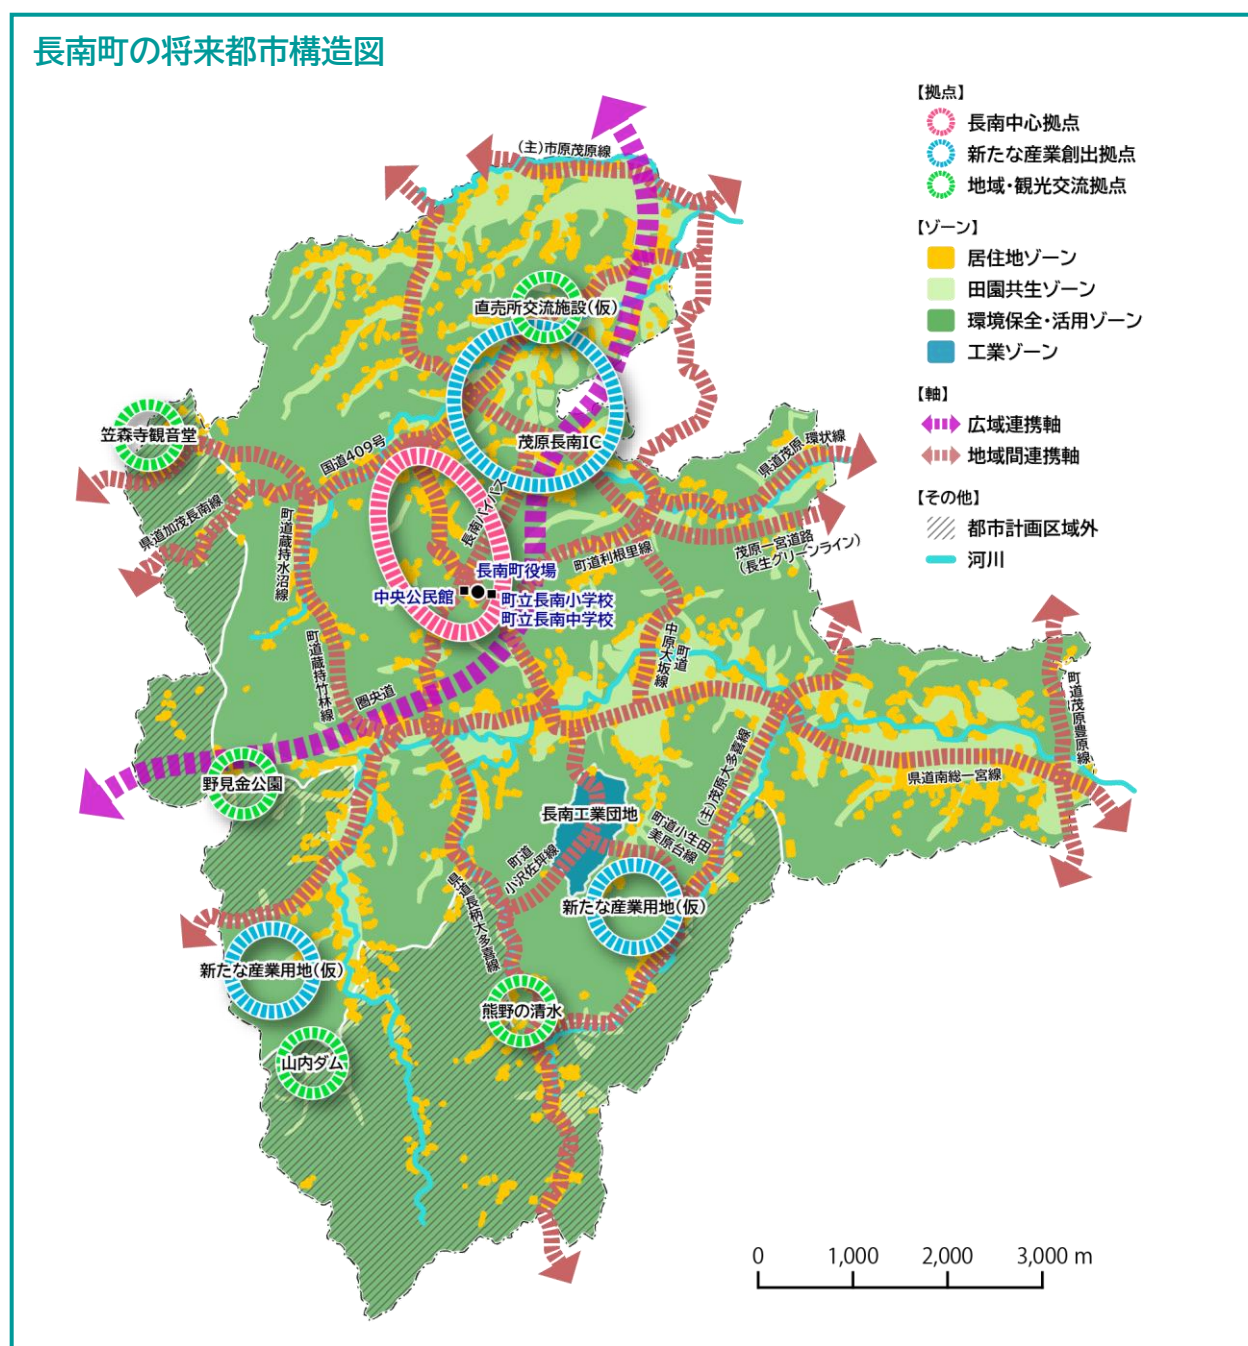 長南町の将来都市構造図
【拠点】
長南中心拠点
新たな産業創出拠点
地域・観光交流拠点
【ゾーン】
居住地ゾーン
田園共生ゾーン
環境保全・活用ゾーン
工業ゾーン
【軸】
広域連携軸
地域間連携軸
【その他】
都市計画区域外
河川
(主)市原茂原線
直売所交流施設(仮)
笠森寺観音堂
国道409号
茂原長南IC
県道茂原環状線
県道加茂長南線
町道蔵持水沼線
長南バイパス
町道利根里線
茂原一宮道路
(長生グリーンライン)
長南町役場
中央公民館
町立長南小学校
町立長南中学校
町道蔵持竹林線
圏央道
町道
中原大坂線
町道茂原豊原線
野見金公園
(主)茂原大多喜線
県道南総一宮線
長南工業団地
町道小生田
美原台線
町道
小沢佐坪線
県道長柄大多喜線
新たな産業用地(仮)
新たな産業用地(仮)
熊野の清水
山内ダム
0 1,000 2,000 3,000 m